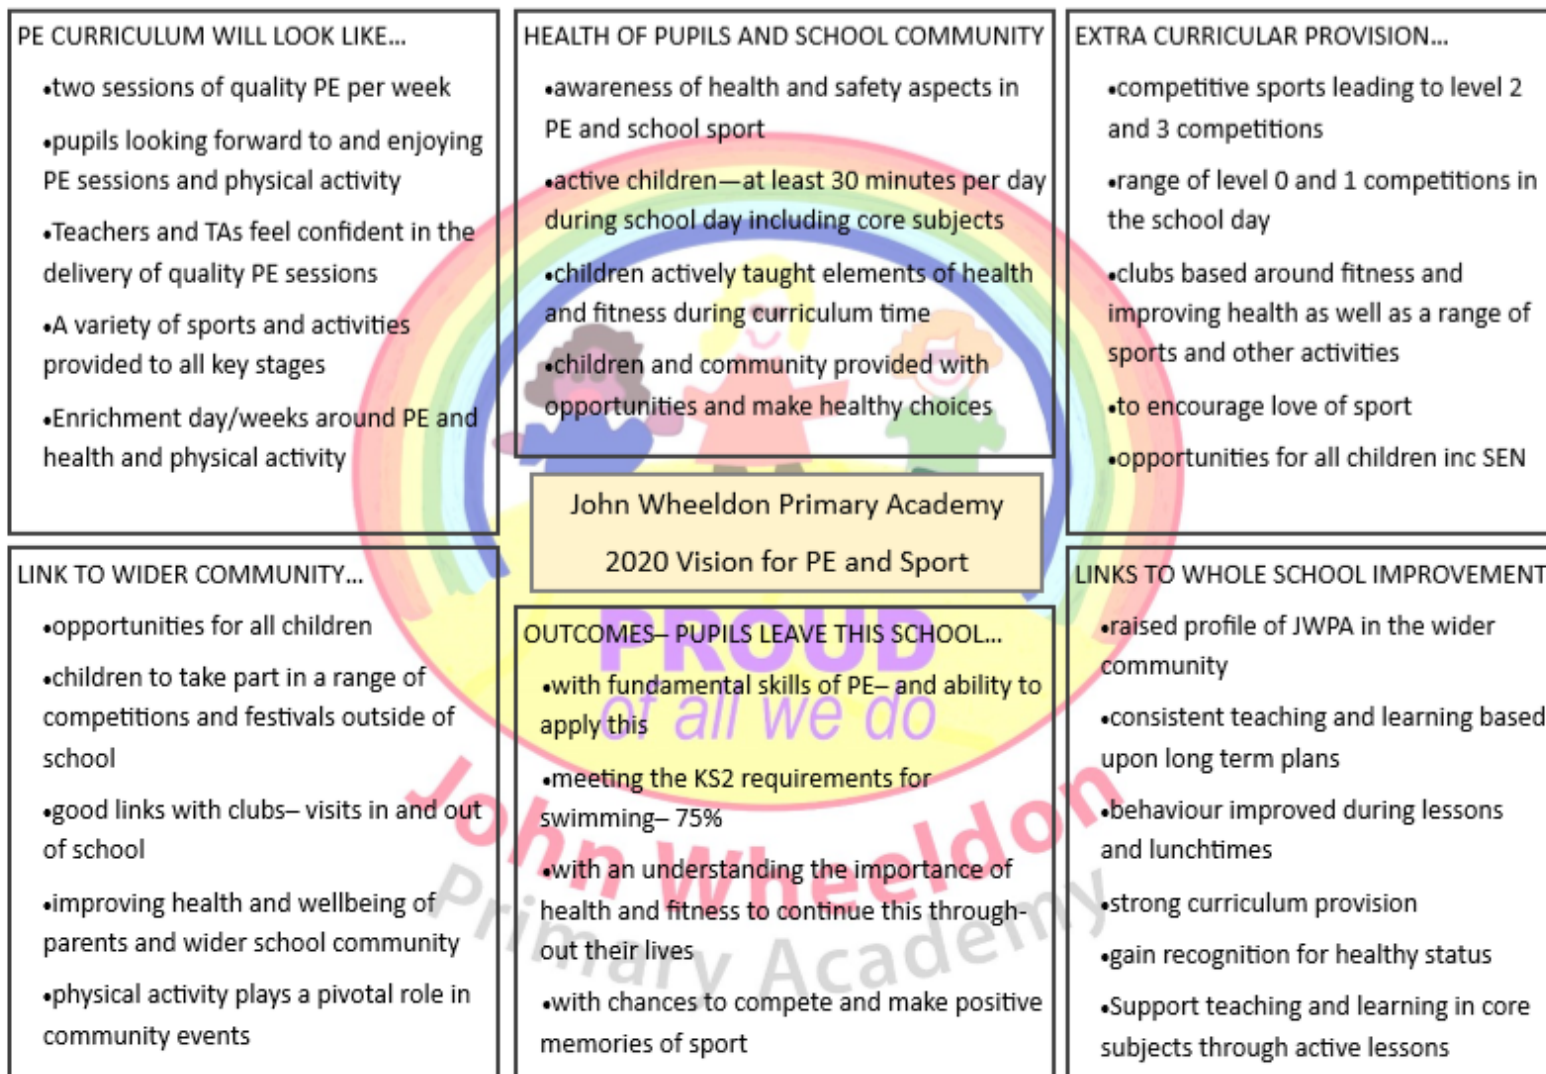 PE CURRICULUM WILL LOOK LIKE...
•two sessions of quality PE per week
•pupils looking forward to and enjoying
PE sessions and physical activity
•Teachers and TAs feel confident in the
delivery of quality PE sessions
•A variety of sports and activities
provided to all key stages
•Enrichment day/weeks around PE and
health and physical activity
HEALTH OF PUPILS AND SCHOOL COMMUNITY
•awareness of health and safety aspects in
PE and school sport
•active children—at least 30 minutes per day
during school day including core subjects
•children actively taught elements of health
and fitness during curriculum time
•children and community provided with
opportunities and make healthy choices
EXTRA CURRICULAR PROVISION...
•competitive sports leading to level 2
and 3 competitions
•range of level 0 and 1 competitions in
the school day
•clubs based around fitness and
improving health as well as a range of
sports and other activities
•to encourage love of sport
•opportunities for all children inc SEN
John Wheeldon Primary Academy
2020 Vision for PE and Sport
LINK TO WIDER COMMUNITY...
•opportunities for all children
•children to take part in a range of
competitions and festivals outside of
school
•good links with clubs– visits in and out
of school
•improving health and wellbeing of
parents and wider school community
•physical activity plays a pivotal role in
community events
OUTCOMES– PUPILS LEAVE THIS SCHOOL...
•with fundamental skills of PE– and ability to
apply this
•meeting the KS2 requirements for
swimming– 75%
•with an understanding the importance of
health and fitness to continue this through-
out their lives
•with chances to compete and make positive
memories of sport
LINKS TO WHOLE SCHOOL IMPROVEMENT
•raised profile of JWPA in the wider
community
•consistent teaching and learning based
upon long term plans
•behaviour improved during lessons
and lunchtimes
•strong curriculum provision
•gain recognition for healthy status
•Support teaching and learning in core
subjects through active lessons
PROUD
of all we do
John Wheeldon
Primary Academy